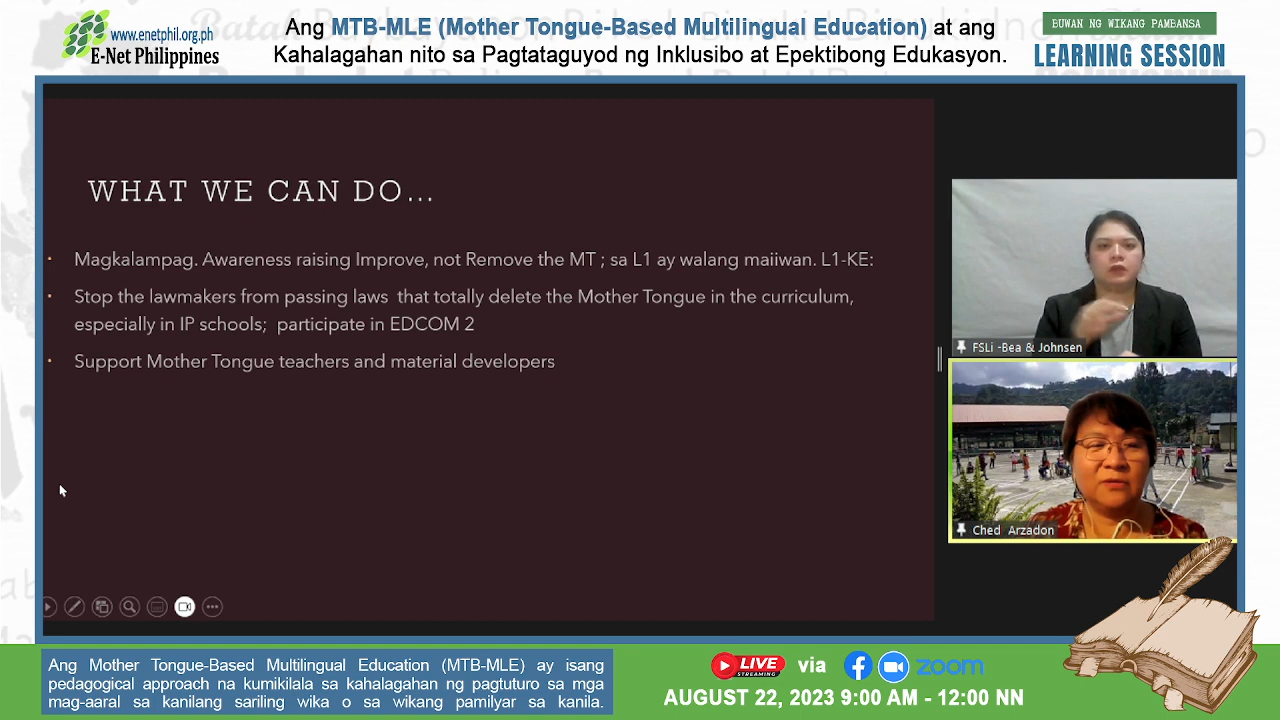 www.enetphil.org.ph
E-Net Philippines
Ang MTB-MLE (Mother Tongue-Based Multilingual Education) at ang
Kahalagahan nito sa Pagtataguyod ng Inklusibo at Epektibong Edukasyon.
BUWAN NG WIKANG PAMBANSA
LEARNING SESSION
WHAT WE CAN DO...
• Magkalampag. Awareness raising Improve, not Remove the MT ; sa L1 ay walang maiiwan. L1-KE:
• Stop the lawmakers from passing laws that totally delete the Mother Tongue in the curriculum,
especially in IP schools; participate in EDCOM 2
• Support Mother Tongue teachers and material developers
FSLi -Bea & Johnsen
Ched Arzadon
Ang Mother Tongue-Based Multilingual Education (MTB-MLE) ay isang
pedagogical approach na kumikilala sa kahalagahan ng pagtuturo sa mga
mag-aaral sa kanilang sariling wika o sa wikang pamilyar sa kanila.
LIVE
STREAMING
via
zoom
AUGUST 22, 2023 9:00 AM - 12:00 NN